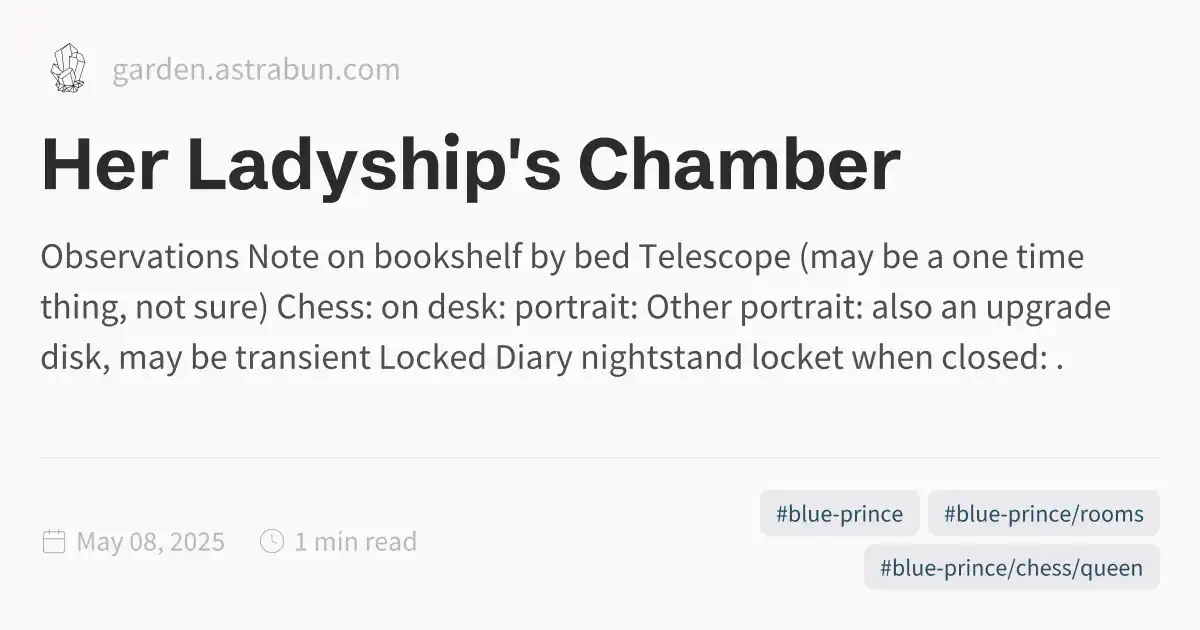 garden.astrabun.com
Her Ladyship's Chamber
Observations Note on bookshelf by bed Telescope (may be a one time
thing, not sure) Chess: on desk: portrait: Other portrait: also an upgrade
disk, may be transient Locked Diary nightstand locket when closed: .
May 08, 2025
1 min read
#blue-prince
#blue-prince/rooms
#blue-prince/chess/queen